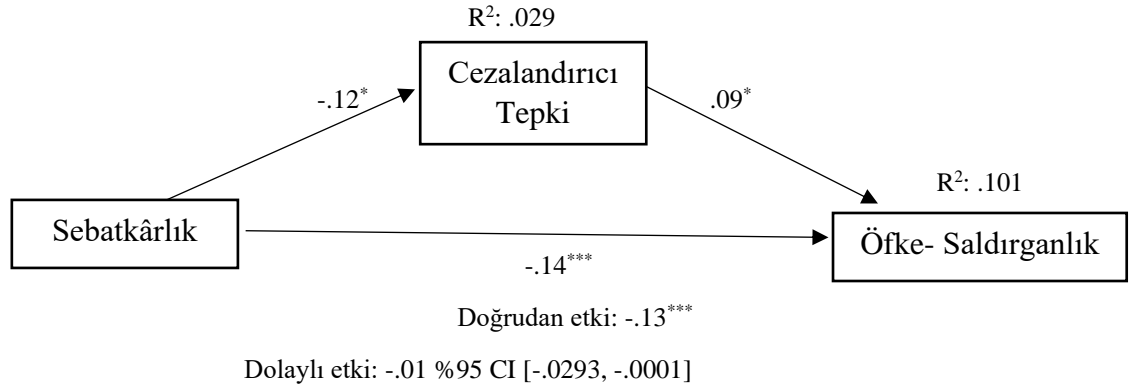 R²: .029
Cezalandırıcı
Tepki
-.12*
.09*
R²: .101
Sebatkârlık
Öfke- Saldırganlık
-.14***
Doğrudan etki: -.13***
Dolaylı etki: -.01 %95 CI [-.0293, -.0001]